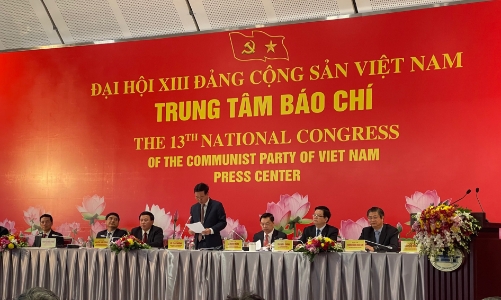 ĐẠI HỘI XIII ĐẢNG CỘNG SẢN VIỆT NAM
TRUNG TÂM BÁO CHÍ
THE 13TH NATIONAL CONGRESS
OF THE COMMUNIST PARTY OF VIET NAM
PRESS CENTER